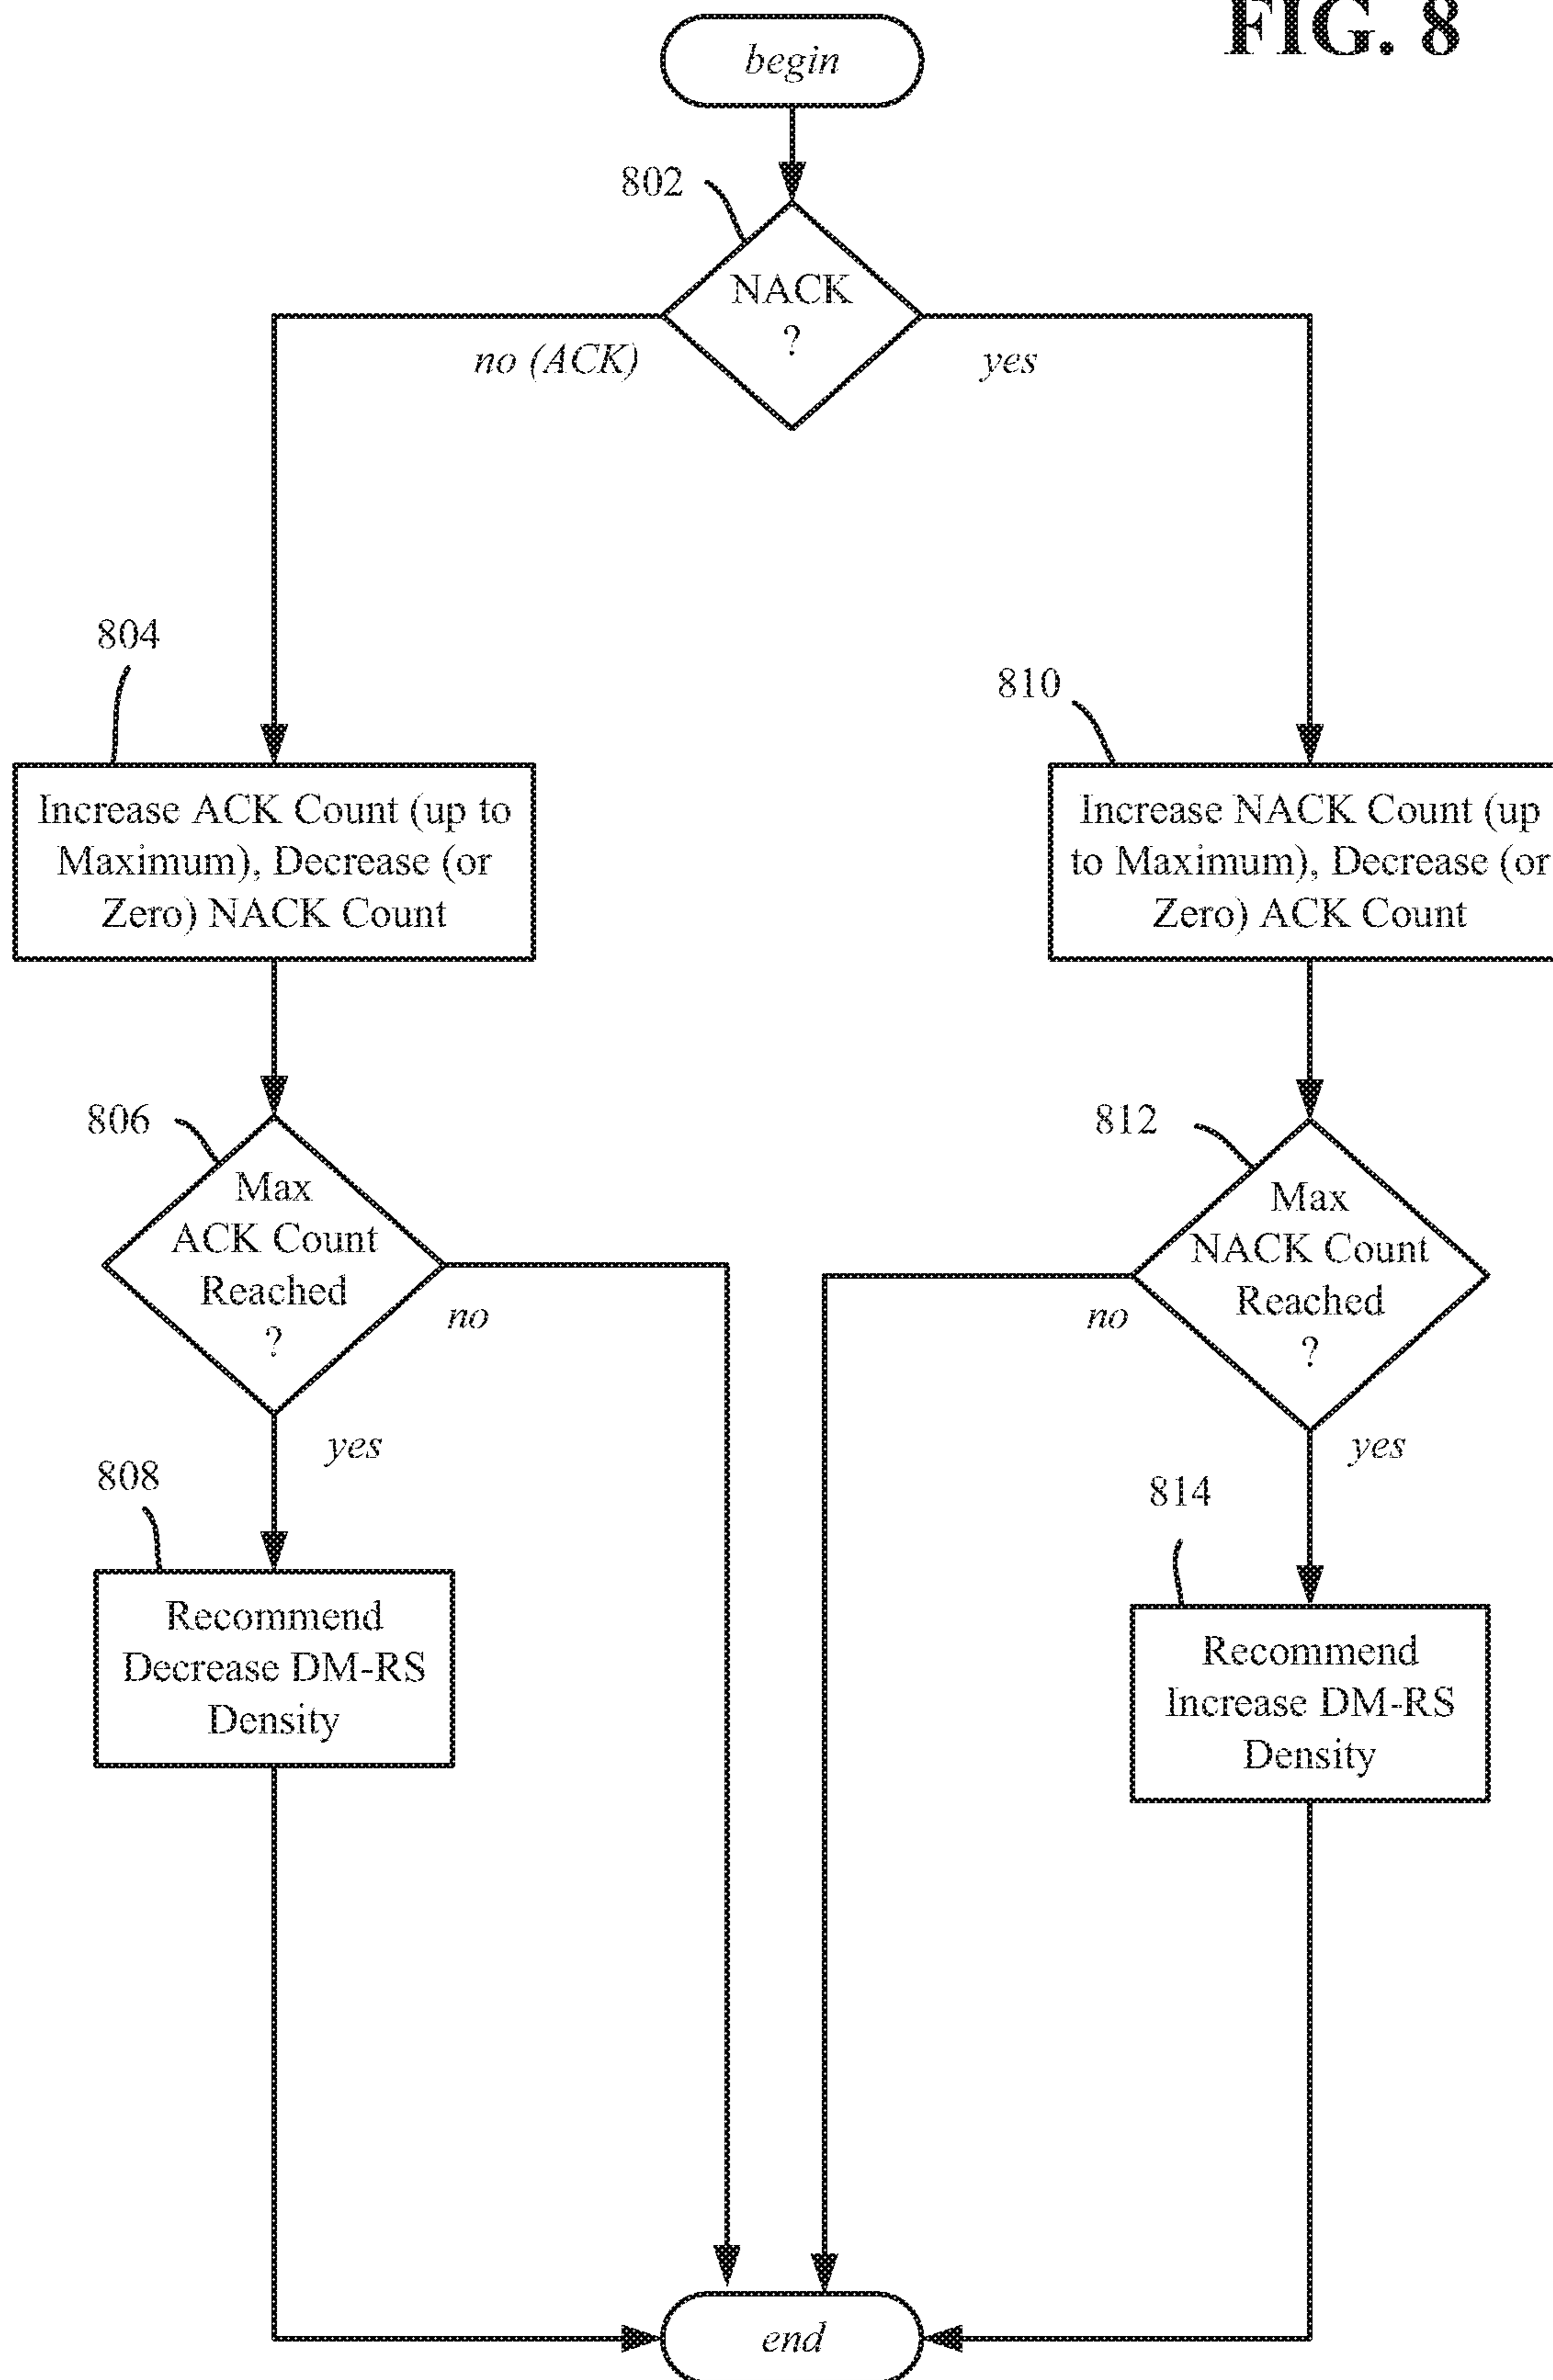 FIG. 8
begin
802
NACK
?
no (ACK)
yes
804
Increase ACK Count (up to
Maximum), Decrease (or
Zero) NACK Count
810
Increase NACK Count (up
to Maximum), Decrease (or
Zero) ACK Count
806
Max
ACK Count
Reached
?
no
yes
812
Max
NACK Count
Reached
?
no
yes
808
Recommend
Decrease DM-RS
Density
814
Recommend
Increase DM-RS
Density
end